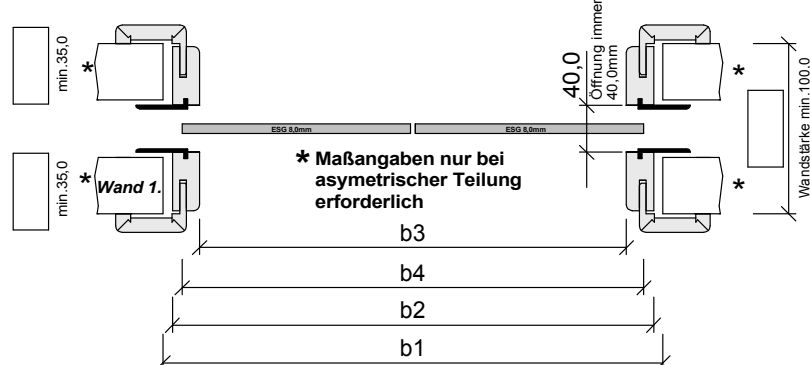 min.35,0
*
40,0
Öffnung immer
40,0mm
*
Wandstärke min.100,0
ESG 8,0mm
ESG 8,0mm
min.35,0
*
Wand 1.
* Maßangaben nur bei
asymetrischer Teilung
erforderlich
*
b3
b4
b2
b1